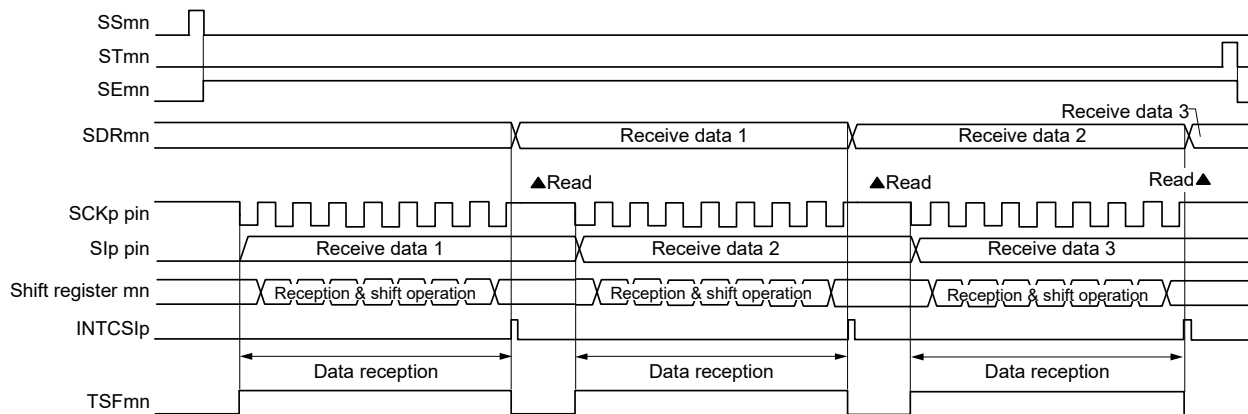 SSmn
STmn
SEmn
Receive data 3
SDRmn Receive data 1 Receive data 2
▲Read ▲Read Read▲
SCKp pin
SIp pin Receive data 1 Receive data 2 Receive data 3
Shift register mn Reception & shift operation Reception & shift operation Reception & shift operation
INTCSIp
Data reception Data reception Data reception
TSFmn